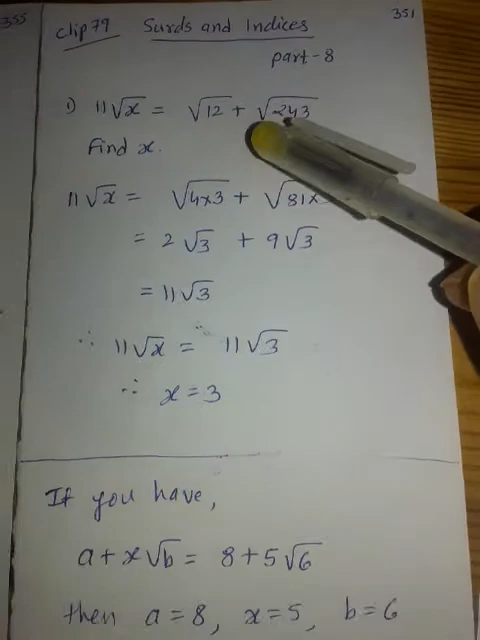 355
351
Clip 79 Surds and Indices
part-8
1) 11√x = √12 + √243
Find x.
11√x = √4x3 + √81x
= 2√3 + 9√3
= 11√3
∴ 11√x = 11√3
∴ x = 3
If you have,
a + x√b = 8 + 5√6
then a = 8, x = 5, b = 6